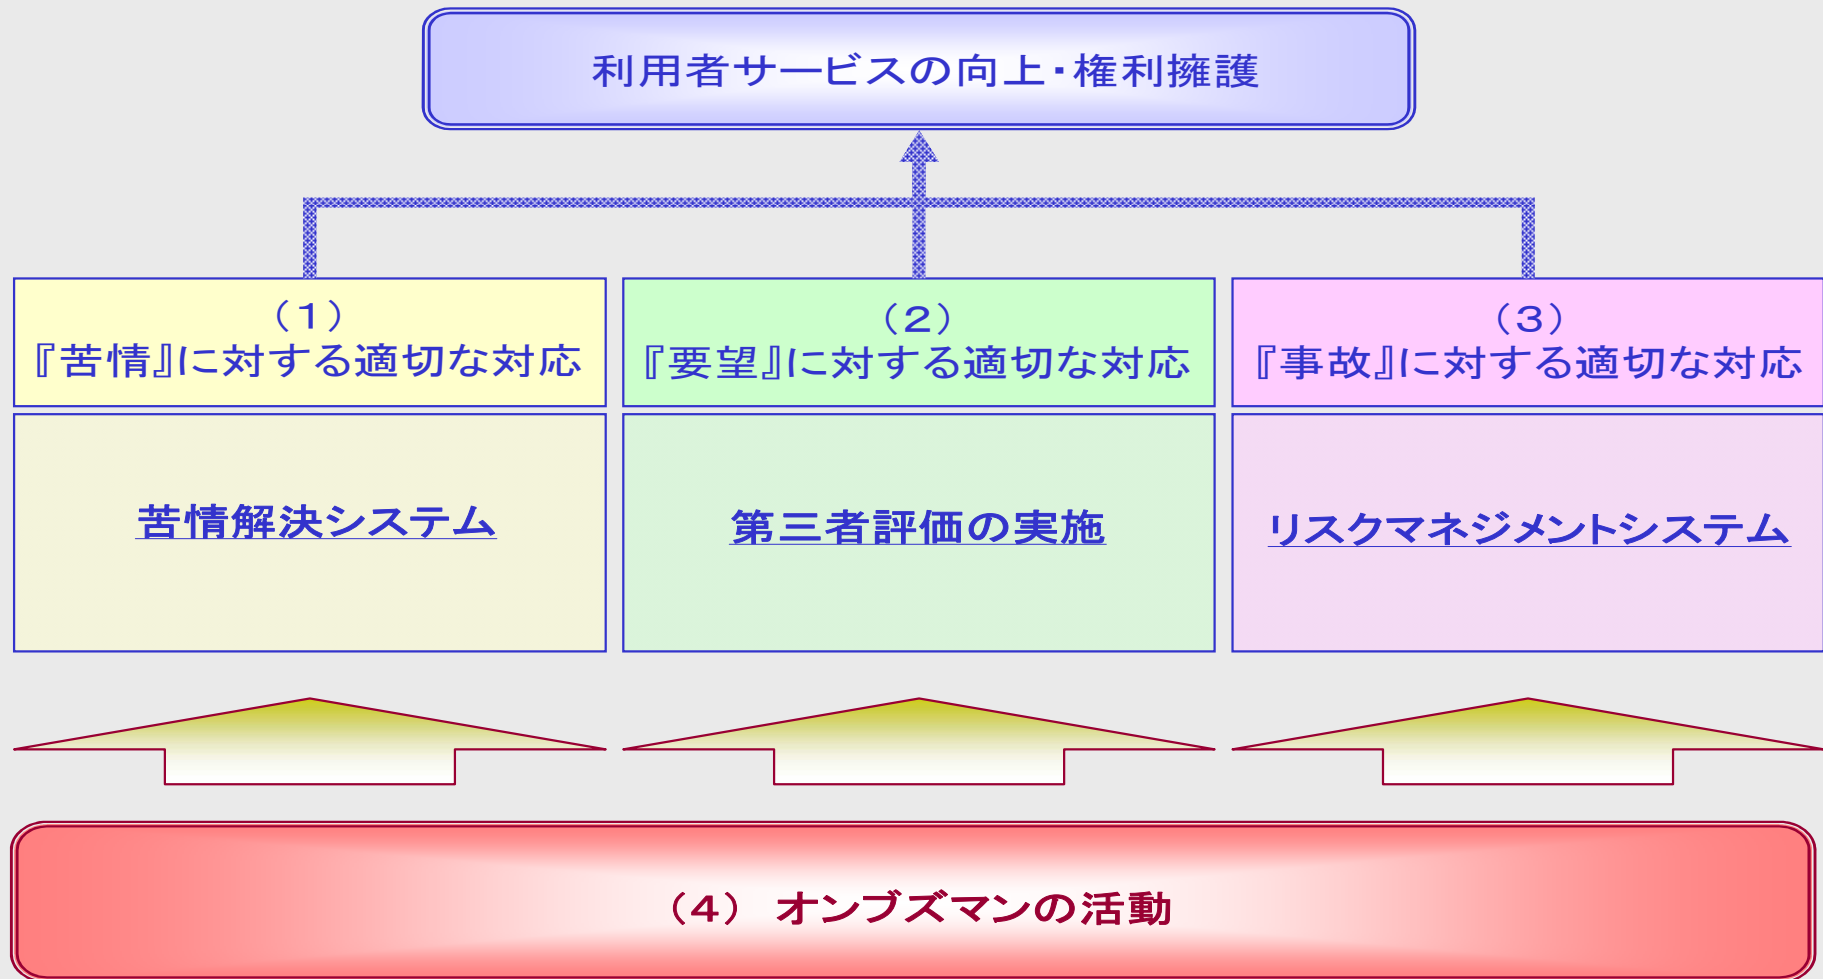 利用者サービスの向上・権利擁護
（１）
『苦情』に対する適切な対応
（２）
『要望』に対する適切な対応
（３）
『事故』に対する適切な対応
苦情解決システム
第三者評価の実施
リスクマネジメントシステム
（４） オンブズマンの活動